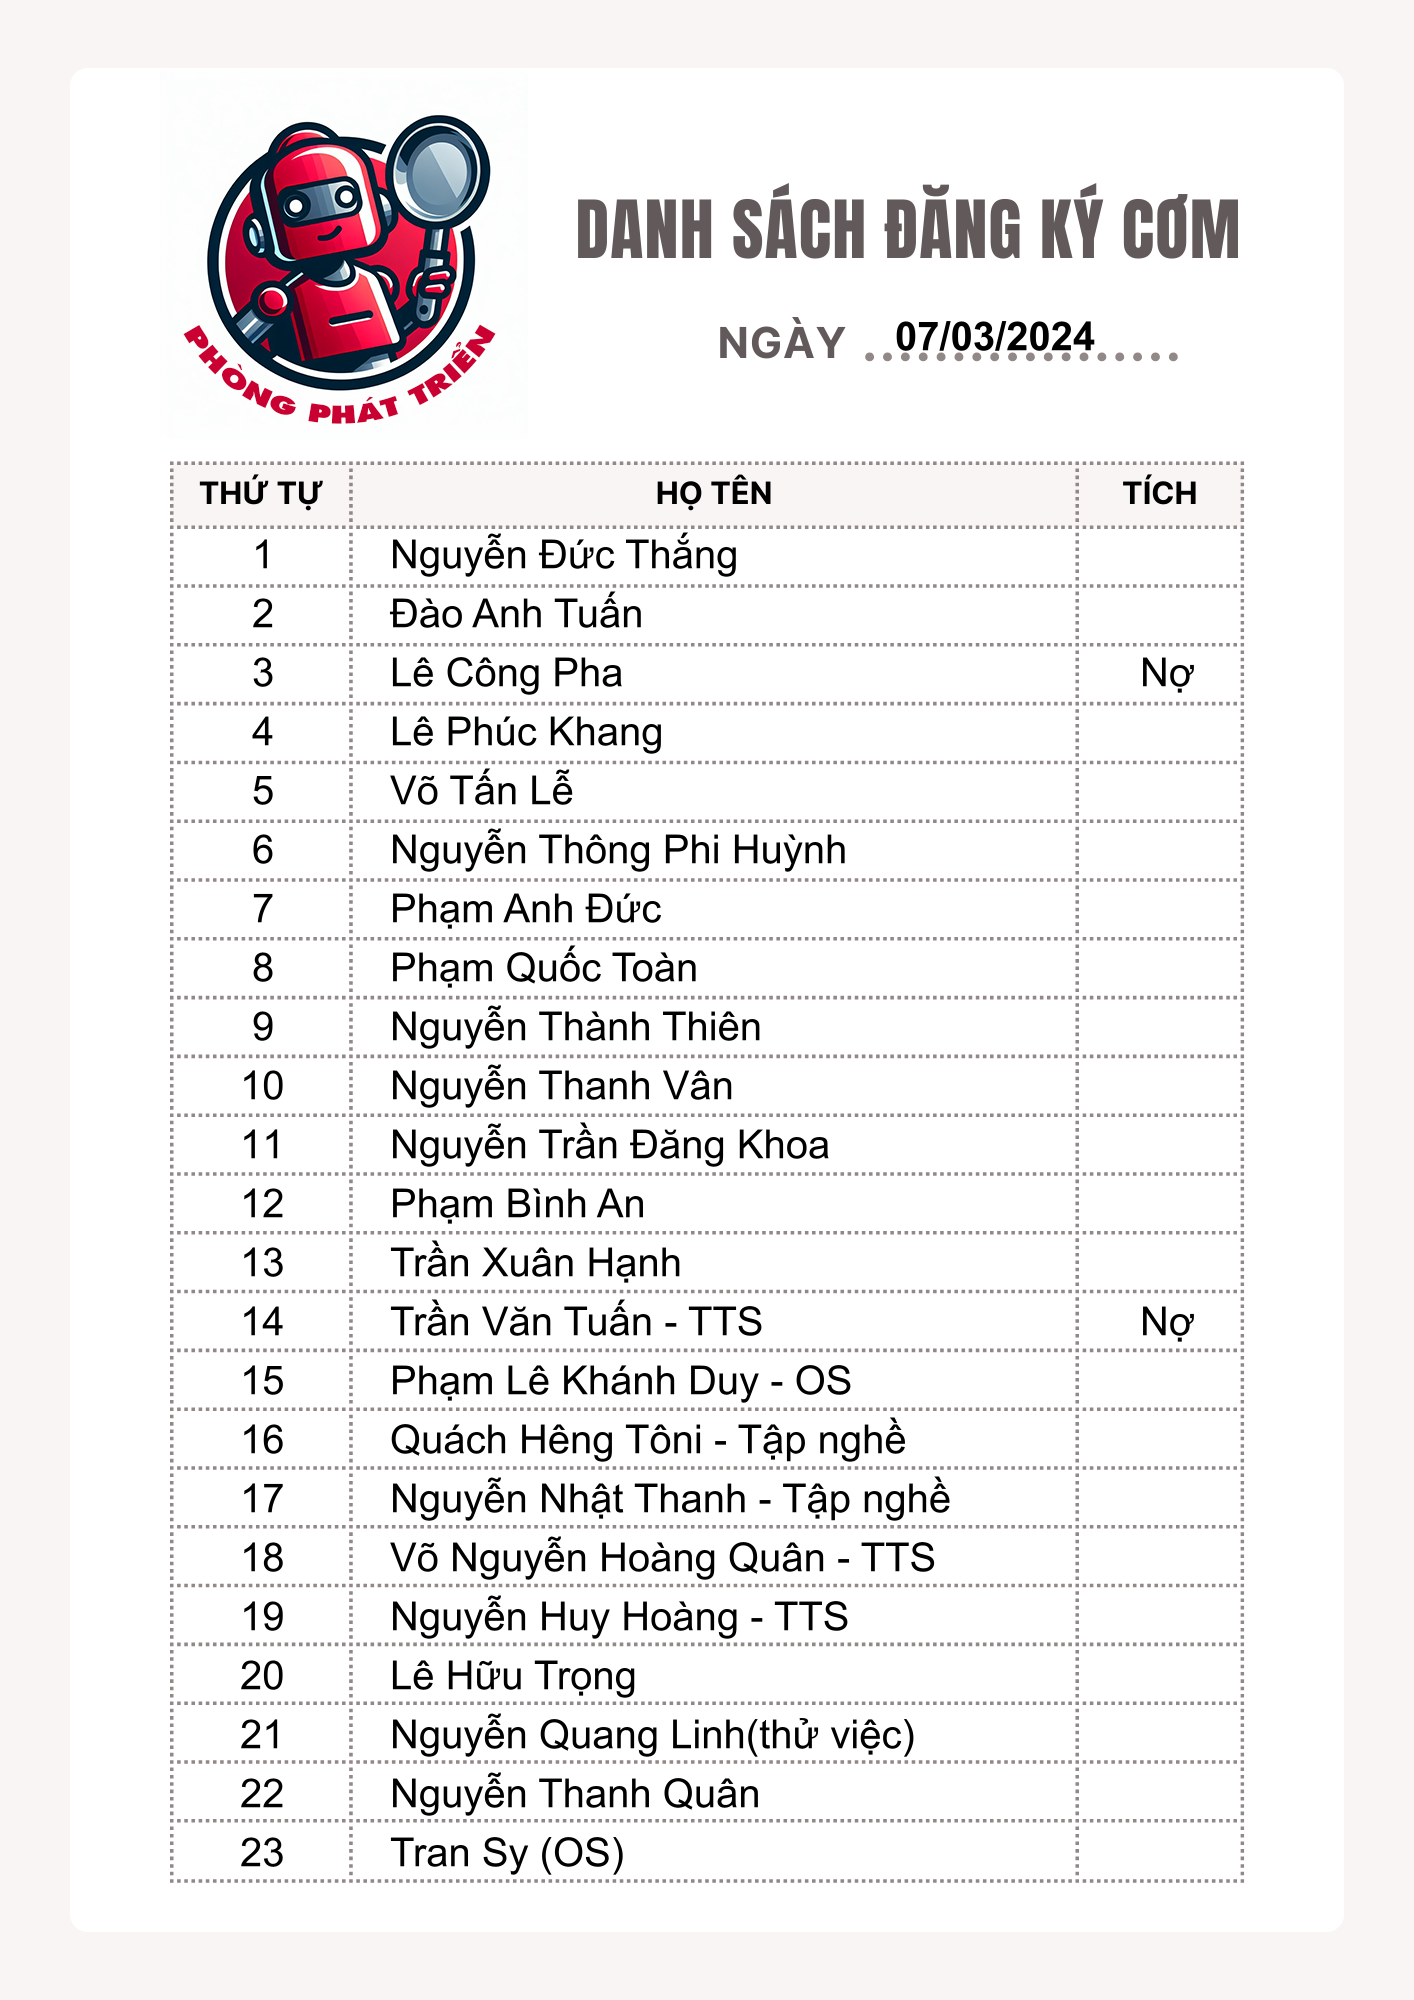 PHÒNG PHÁT TRIỂN
DANH SÁCH ĐĂNG KÝ CƠM
NGÀY 07/03/2024
THỨ TỰ HỌ TÊN TÍCH
1 Nguyễn Đức Thắng
2 Đào Anh Tuấn
3 Lê Công Pha Nợ
4 Lê Phúc Khang
5 Võ Tấn Lễ
6 Nguyễn Thông Phi Huỳnh
7 Phạm Anh Đức
8 Phạm Quốc Toàn
9 Nguyễn Thành Thiên
10 Nguyễn Thanh Vân
11 Nguyễn Trần Đăng Khoa
12 Phạm Bình An
13 Trần Xuân Hạnh
14 Trần Văn Tuấn - TTS Nợ
15 Phạm Lê Khánh Duy - OS
16 Quách Hêng Tôni - Tập nghề
17 Nguyễn Nhật Thanh - Tập nghề
18 Võ Nguyễn Hoàng Quân - TTS
19 Nguyễn Huy Hoàng - TTS
20 Lê Hữu Trọng
21 Nguyễn Quang Linh(thử việc)
22 Nguyễn Thanh Quân
23 Tran Sy (OS)